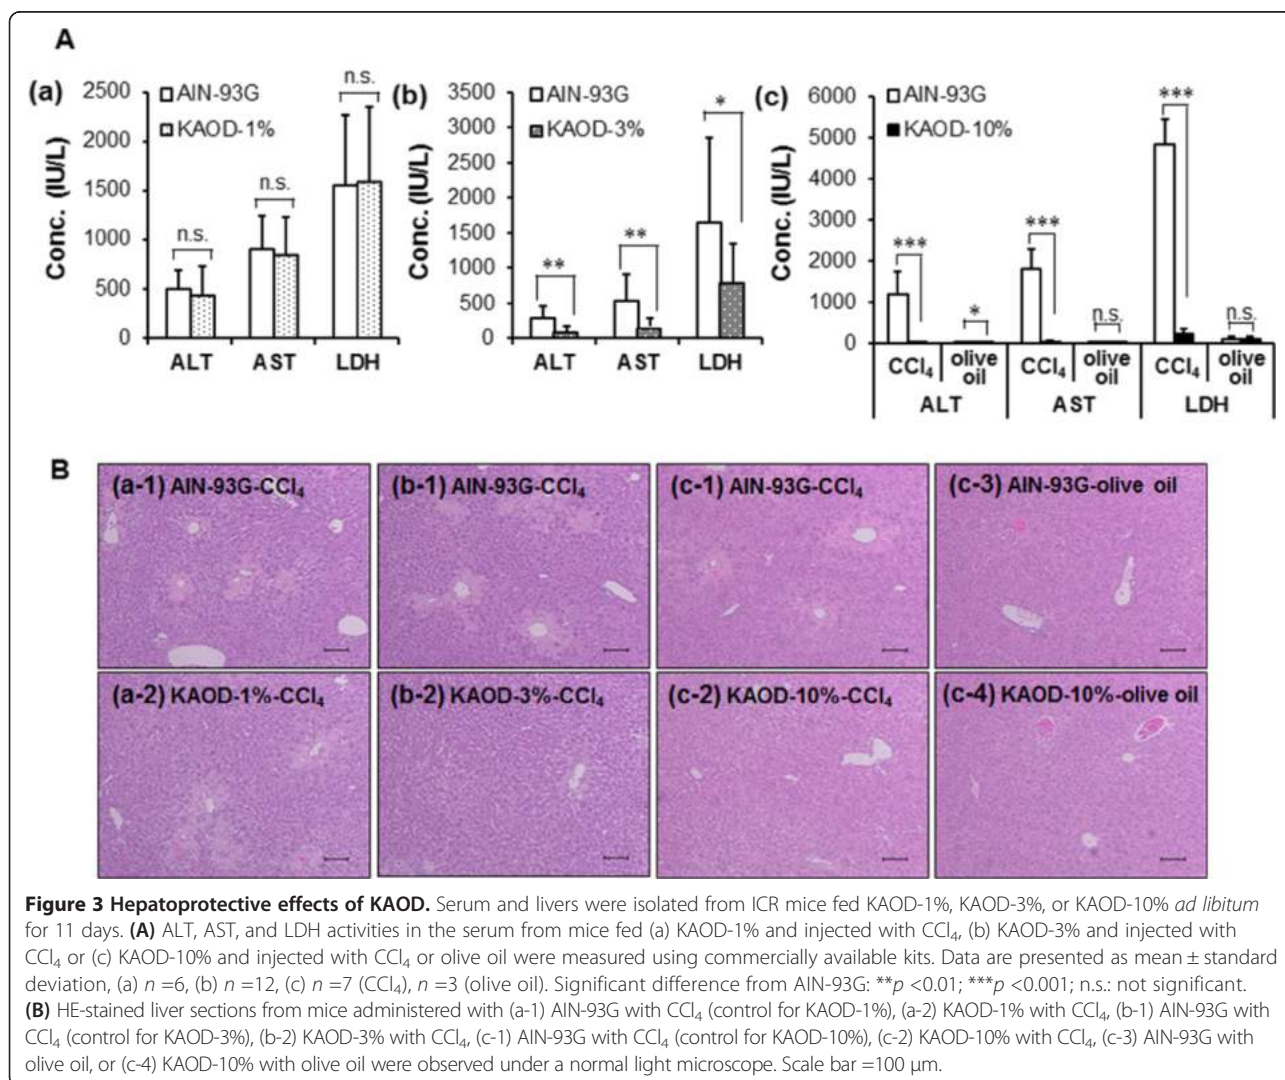 A
(a)
2500
2000
1500
1000
500
0
Conc. (IU/L)
AIN-93G
KAOD-1%
n.s.
n.s.
n.s.
ALT AST LDH
(b)
3500
3000
2500
2000
1500
1000
500
0
Conc. (IU/L)
AIN-93G
KAOD-3%
**
**
*
ALT AST LDH
(c)
6000
5000
4000
3000
2000
1000
0
Conc. (IU/L)
AIN-93G
KAOD-10%
***
*
***
n.s.
***
n.s.
CCl₄ olive oil CCl₄ olive oil CCl₄ olive oil
ALT AST LDH
B
(a-1) AIN-93G-CCl₄
(b-1) AIN-93G-CCl₄
(c-1) AIN-93G-CCl₄
(c-3) AIN-93G-olive oil
(a-2) KAOD-1%-CCl₄
(b-2) KAOD-3%-CCl₄
(c-2) KAOD-10%-CCl₄
(c-4) KAOD-10%-olive oil
Figure 3 Hepatoprotective effects of KAOD. Serum and livers were isolated from ICR mice fed KAOD-1%, KAOD-3%, or KAOD-10% ad libitum
for 11 days. (A) ALT, AST, and LDH activities in the serum from mice fed (a) KAOD-1% and injected with CCl₄, (b) KAOD-3% and injected with
CCl₄ or (c) KAOD-10% and injected with CCl₄ or olive oil were measured using commercially available kits. Data are presented as mean ± standard
deviation, (a) n =6, (b) n =12, (c) n =7 (CCl₄), n =3 (olive oil). Significant difference from AIN-93G: **p <0.01; ***p <0.001; n.s.: not significant.
(B) HE-stained liver sections from mice administered with (a-1) AIN-93G with CCl₄ (control for KAOD-1%), (a-2) KAOD-1% with CCl₄, (b-1) AIN-93G with
CCl₄ (control for KAOD-3%), (b-2) KAOD-3% with CCl₄, (c-1) AIN-93G with CCl₄ (control for KAOD-10%), (c-2) KAOD-10% with CCl₄, (c-3) AIN-93G with
olive oil, or (c-4) KAOD-10% with olive oil were observed under a normal light microscope. Scale bar =100 μm.